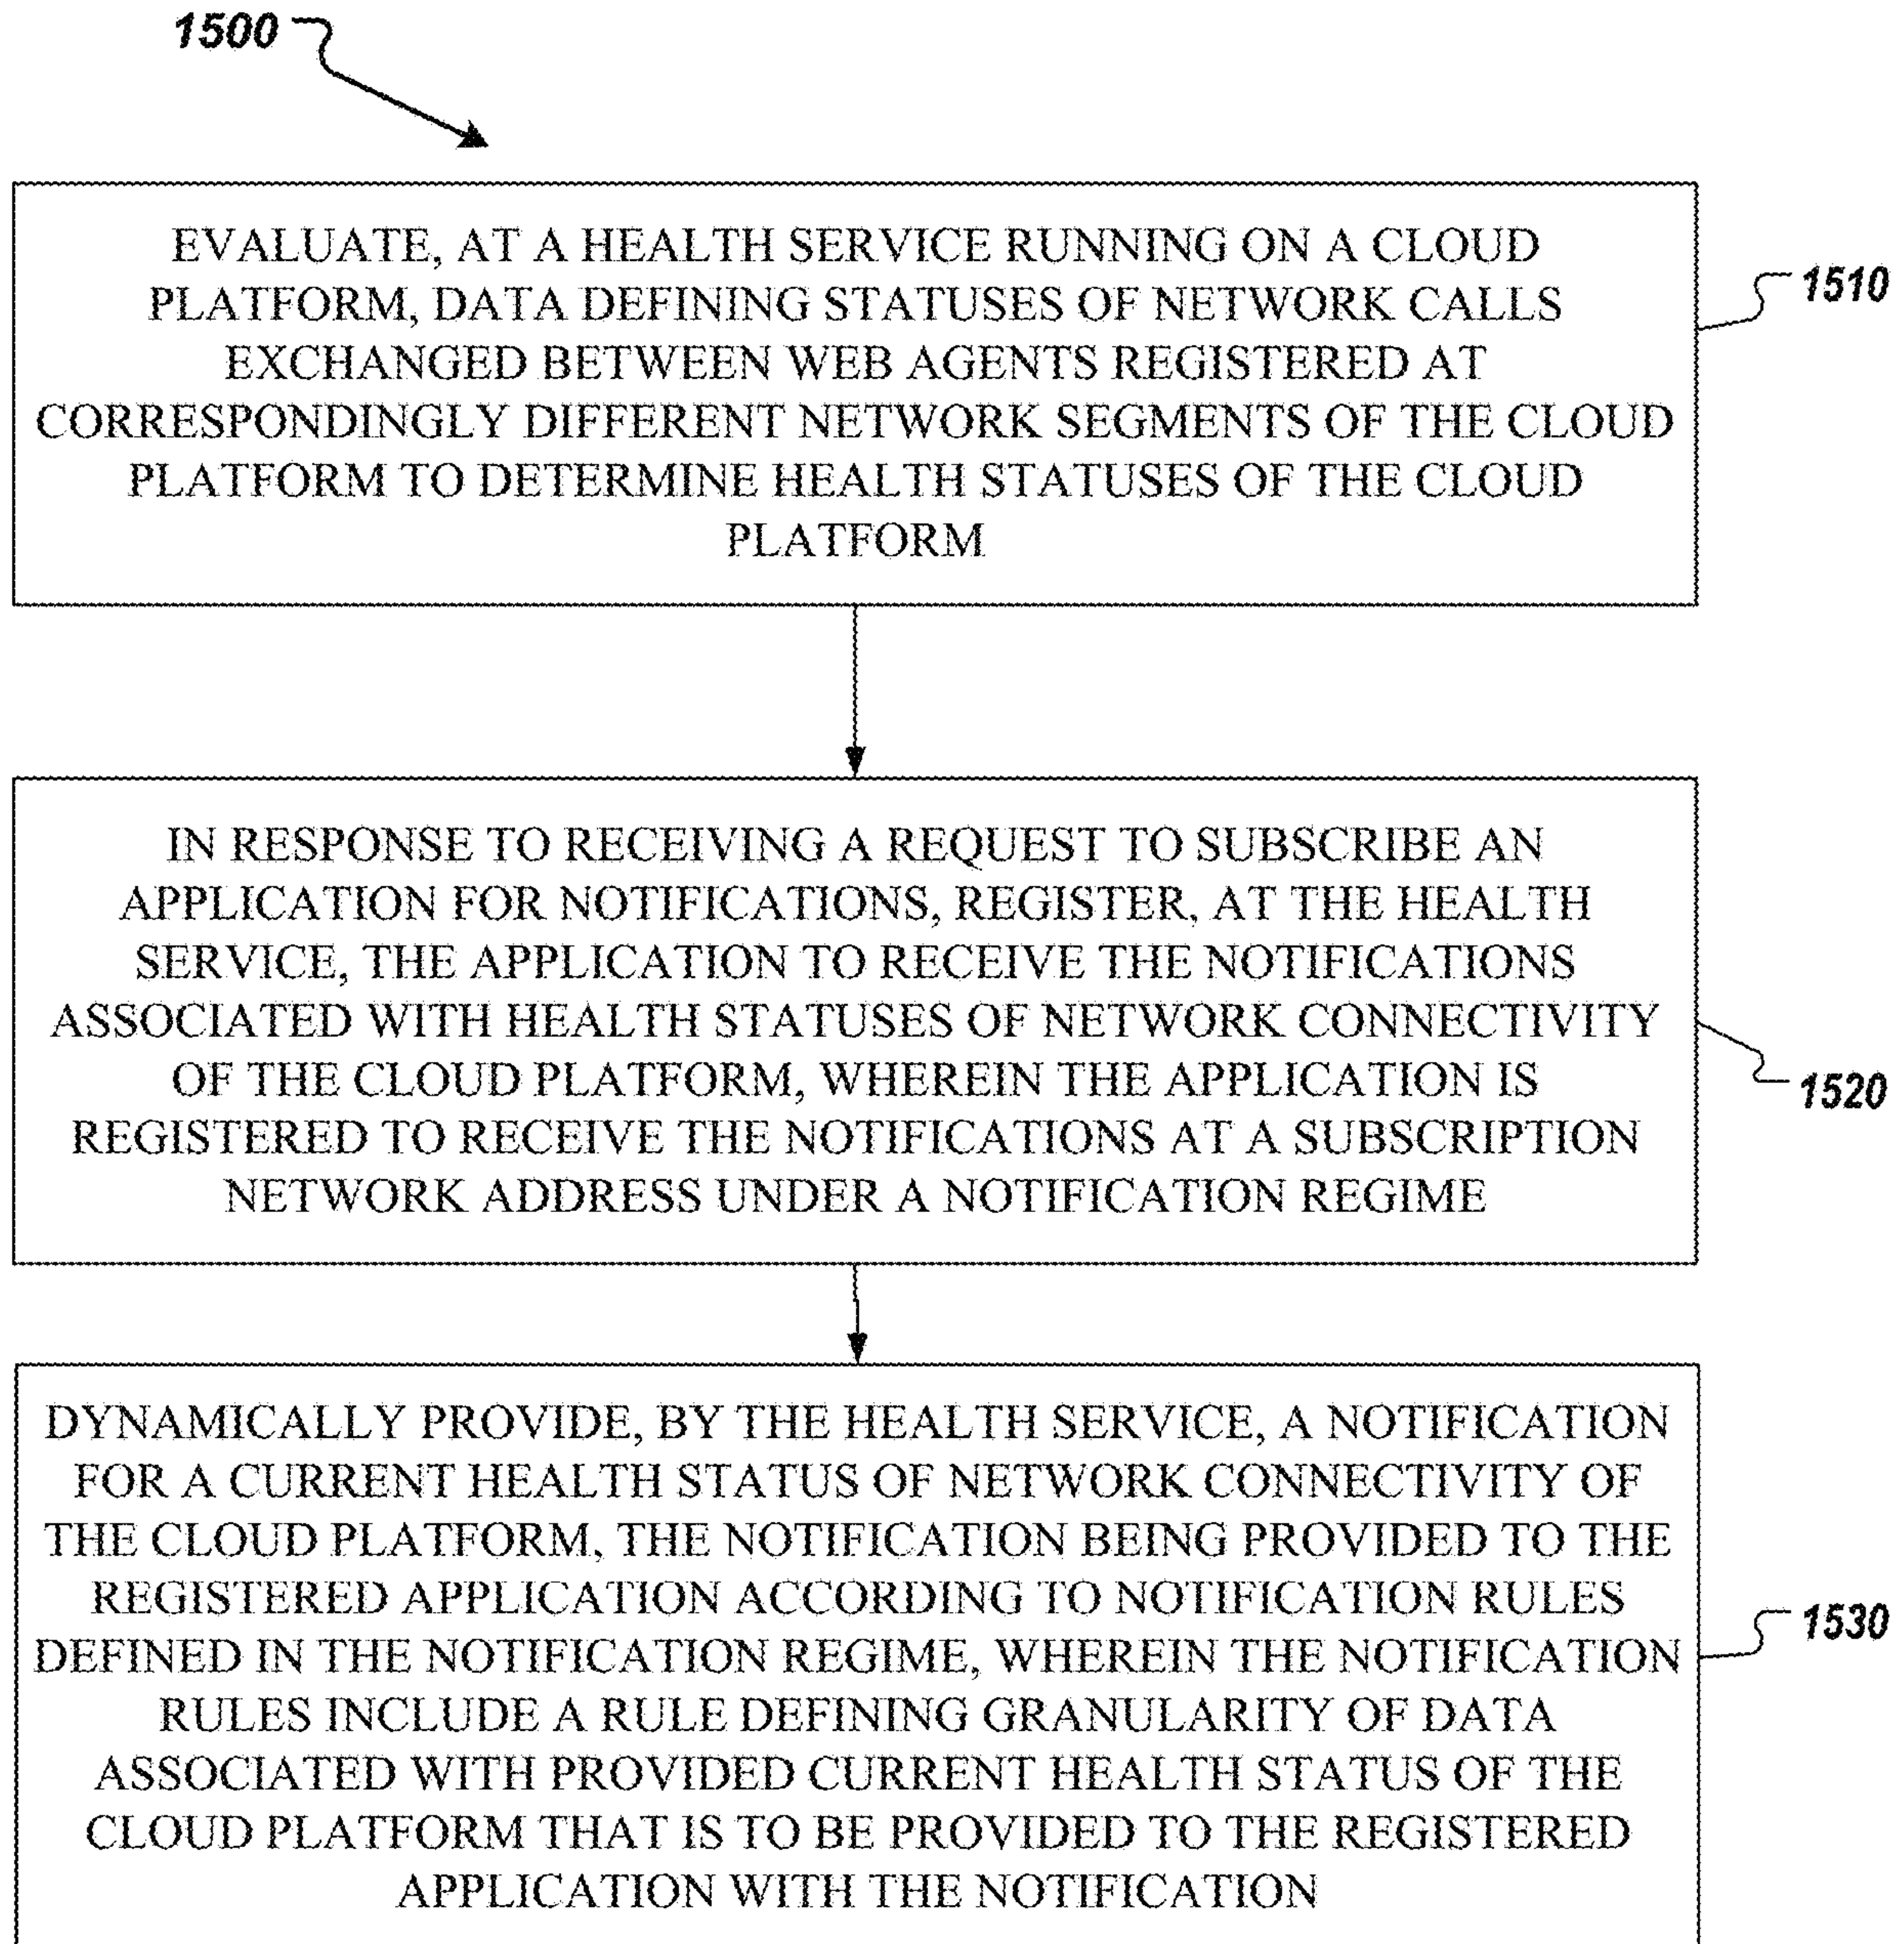 1500
EVALUATE, AT A HEALTH SERVICE RUNNING ON A CLOUD
PLATFORM, DATA DEFINING STATUSES OF NETWORK CALLS
EXCHANGED BETWEEN WEB AGENTS REGISTERED AT
CORRESPONDINGLY DIFFERENT NETWORK SEGMENTS OF THE CLOUD
PLATFORM TO DETERMINE HEALTH STATUSES OF THE CLOUD
PLATFORM
1510
IN RESPONSE TO RECEIVING A REQUEST TO SUBSCRIBE AN
APPLICATION FOR NOTIFICATIONS, REGISTER, AT THE HEALTH
SERVICE, THE APPLICATION TO RECEIVE THE NOTIFICATIONS
ASSOCIATED WITH HEALTH STATUSES OF NETWORK CONNECTIVITY
OF THE CLOUD PLATFORM, WHEREIN THE APPLICATION IS
REGISTERED TO RECEIVE THE NOTIFICATIONS AT A SUBSCRIPTION
NETWORK ADDRESS UNDER A NOTIFICATION REGIME
1520
DYNAMICALLY PROVIDE, BY THE HEALTH SERVICE, A NOTIFICATION
FOR A CURRENT HEALTH STATUS OF NETWORK CONNECTIVITY OF
THE CLOUD PLATFORM, THE NOTIFICATION BEING PROVIDED TO THE
REGISTERED APPLICATION ACCORDING TO NOTIFICATION RULES
DEFINED IN THE NOTIFICATION REGIME, WHEREIN THE NOTIFICATION
RULES INCLUDE A RULE DEFINING GRANULARITY OF DATA
ASSOCIATED WITH PROVIDED CURRENT HEALTH STATUS OF THE
CLOUD PLATFORM THAT IS TO BE PROVIDED TO THE REGISTERED
APPLICATION WITH THE NOTIFICATION
1530